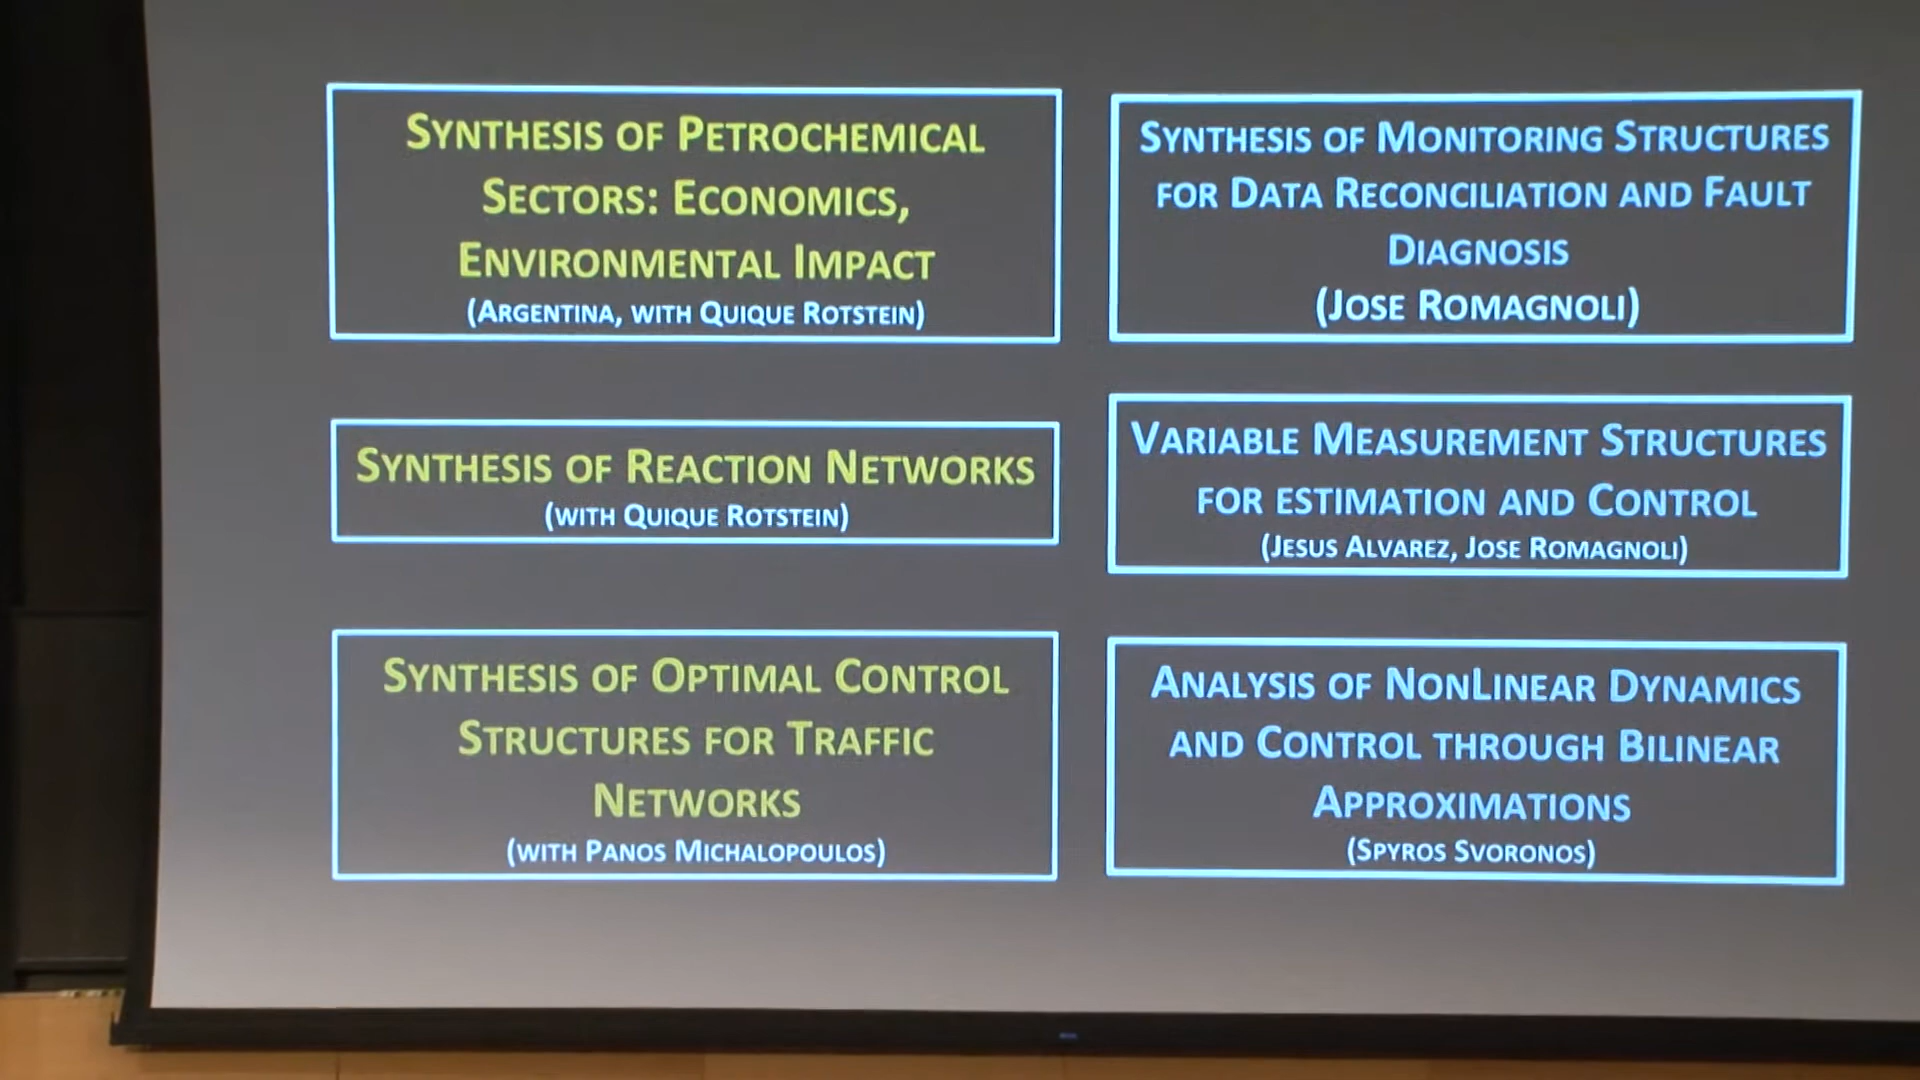 SYNTHESIS OF PETROCHEMICAL
SECTORS: ECONOMICS,
ENVIRONMENTAL IMPACT
(ARGENTINA, WITH QUIQUE ROTSTEIN)
SYNTHESIS OF REACTION NETWORKS
(WITH QUIQUE ROTSTEIN)
SYNTHESIS OF OPTIMAL CONTROL
STRUCTURES FOR TRAFFIC
NETWORKS
(WITH PANOS MICHALOPOULOS)
SYNTHESIS OF MONITORING STRUCTURES
FOR DATA RECONCILIATION AND FAULT
DIAGNOSIS
(JOSE ROMAGNOLI)
VARIABLE MEASUREMENT STRUCTURES
FOR ESTIMATION AND CONTROL
(JESUS ALVAREZ, JOSE ROMAGNOLI)
ANALYSIS OF NONLINEAR DYNAMICS
AND CONTROL THROUGH BILINEAR
APPROXIMATIONS
(SPYROS SVORONOS)